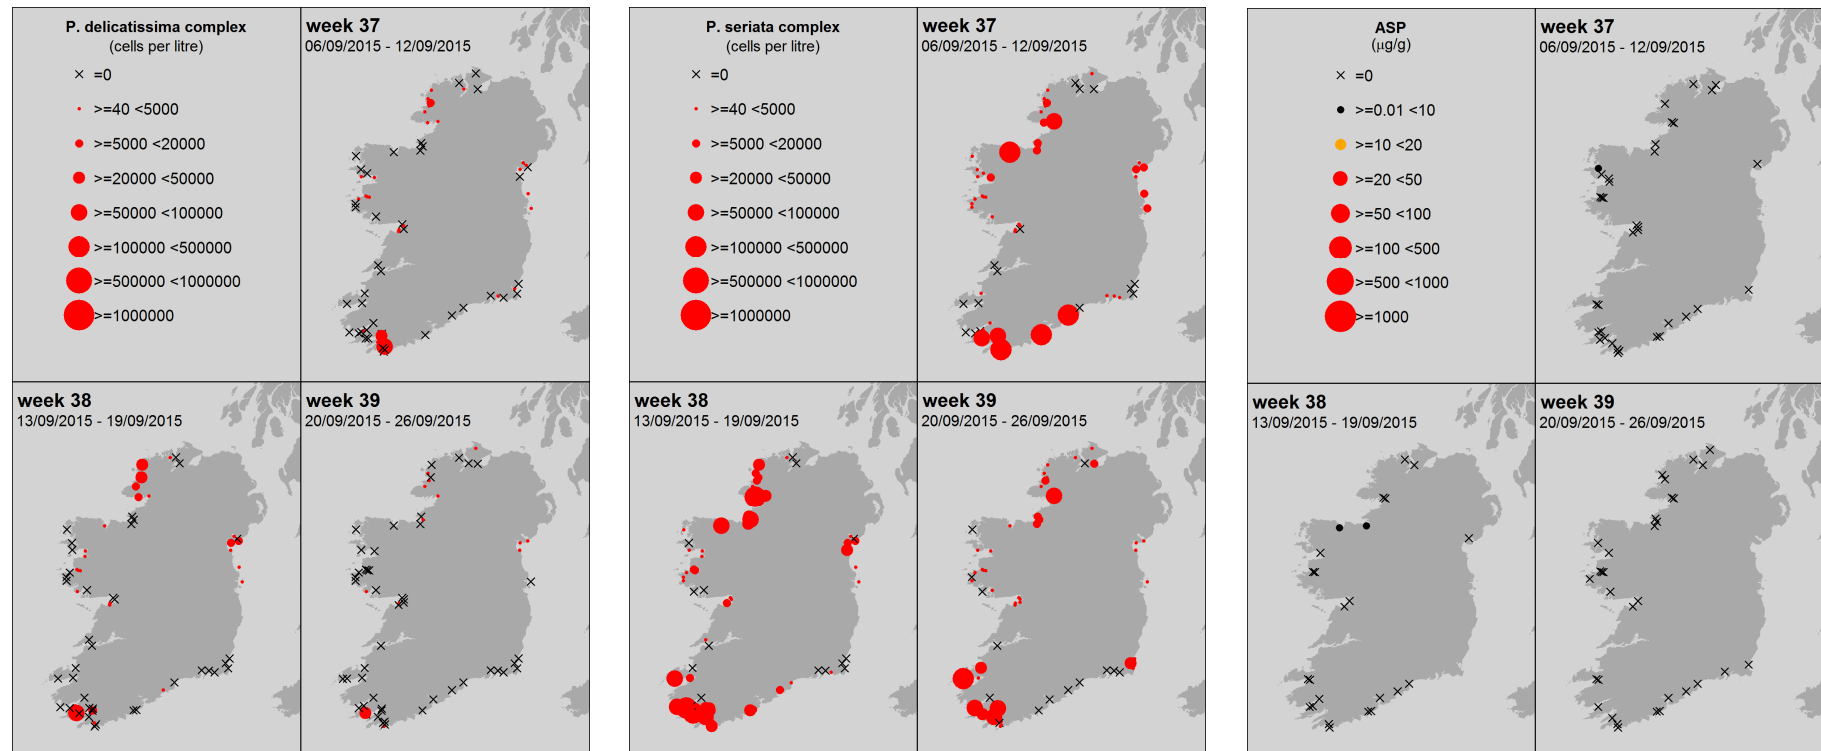 P. delicatissima complex
(cells per litre)
=0
>=40 <5000
>=5000 <20000
>=20000 <50000
>=50000 <100000
>=100000 <500000
>=500000 <1000000
>=1000000
week 37
06/09/2015 - 12/09/2015
week 38
13/09/2015 - 19/09/2015
week 39
20/09/2015 - 26/09/2015
P. seriata complex
(cells per litre)
=0
>=40 <5000
>=5000 <20000
>=20000 <50000
>=50000 <100000
>=100000 <500000
>=500000 <1000000
>=1000000
week 37
06/09/2015 - 12/09/2015
week 38
13/09/2015 - 19/09/2015
week 39
20/09/2015 - 26/09/2015
ASP
(μg/g)
=0
>=0.01 <10
>=10 <20
>=20 <50
>=50 <100
>=100 <500
>=500 <1000
>=1000
week 37
06/09/2015 - 12/09/2015
week 38
13/09/2015 - 19/09/2015
week 39
20/09/2015 - 26/09/2015